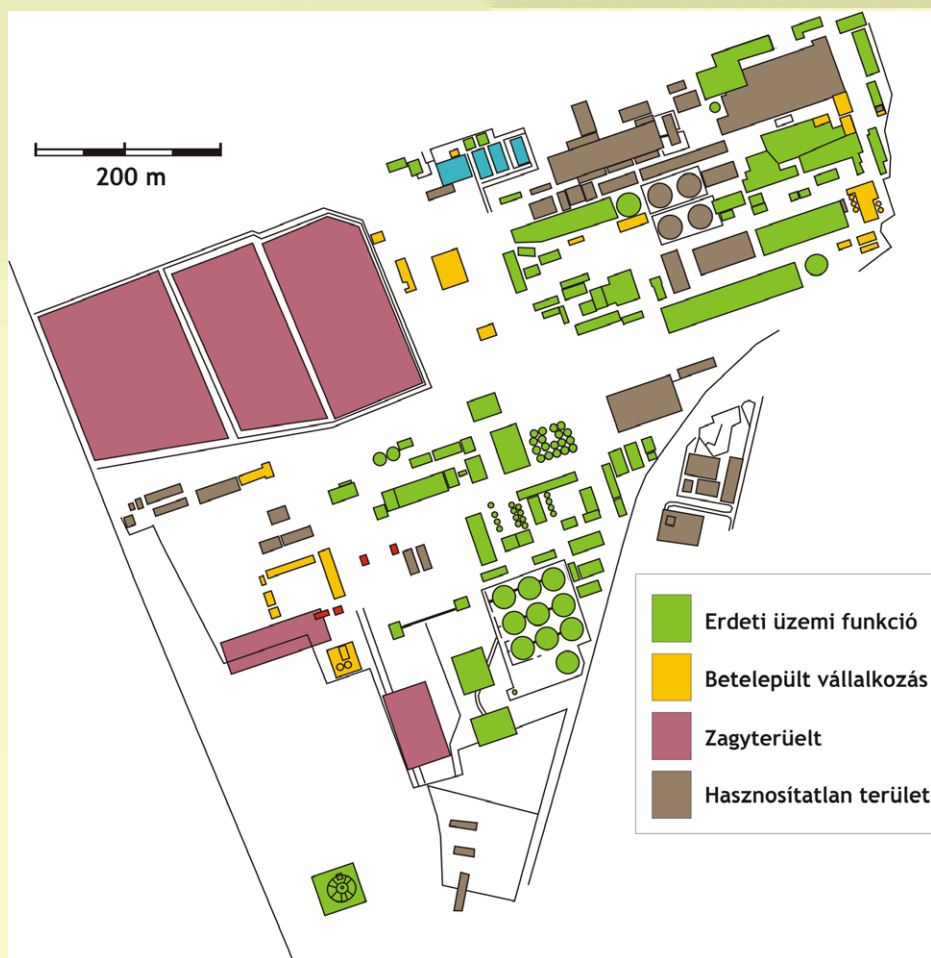 200 m
Erdeti üzemi funkció
Betelepült vállalkozás
Zagyterüelt
Hasznosítatlan terület